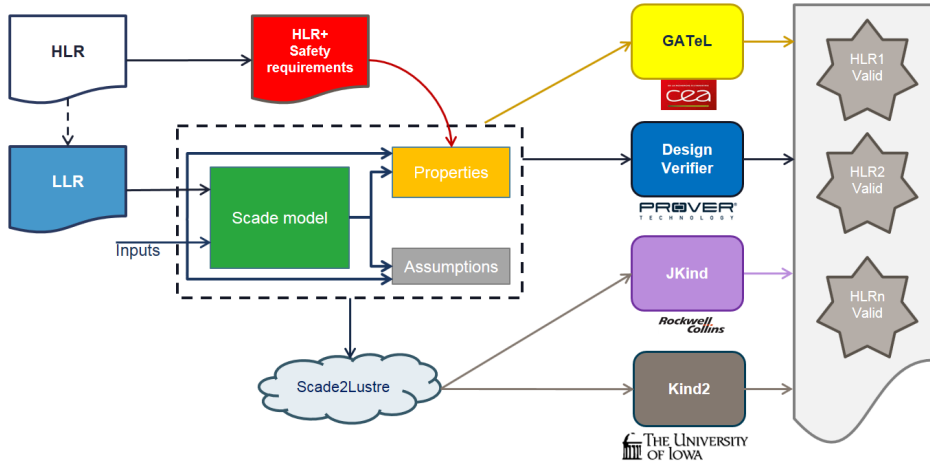 HLR
HLR+
Safety
requirements
GATeL
cea
HLR1
Valid
LLR
Scade model
Properties
Design
Verifier
PROVER
TECHNOLOGY
HLR2
Valid
Inputs
Assumptions
JKind
Rockwell
Collins
HLRn
Valid
Scade2Lustre
Kind2
THE UNIVERSITY
OF IOWA